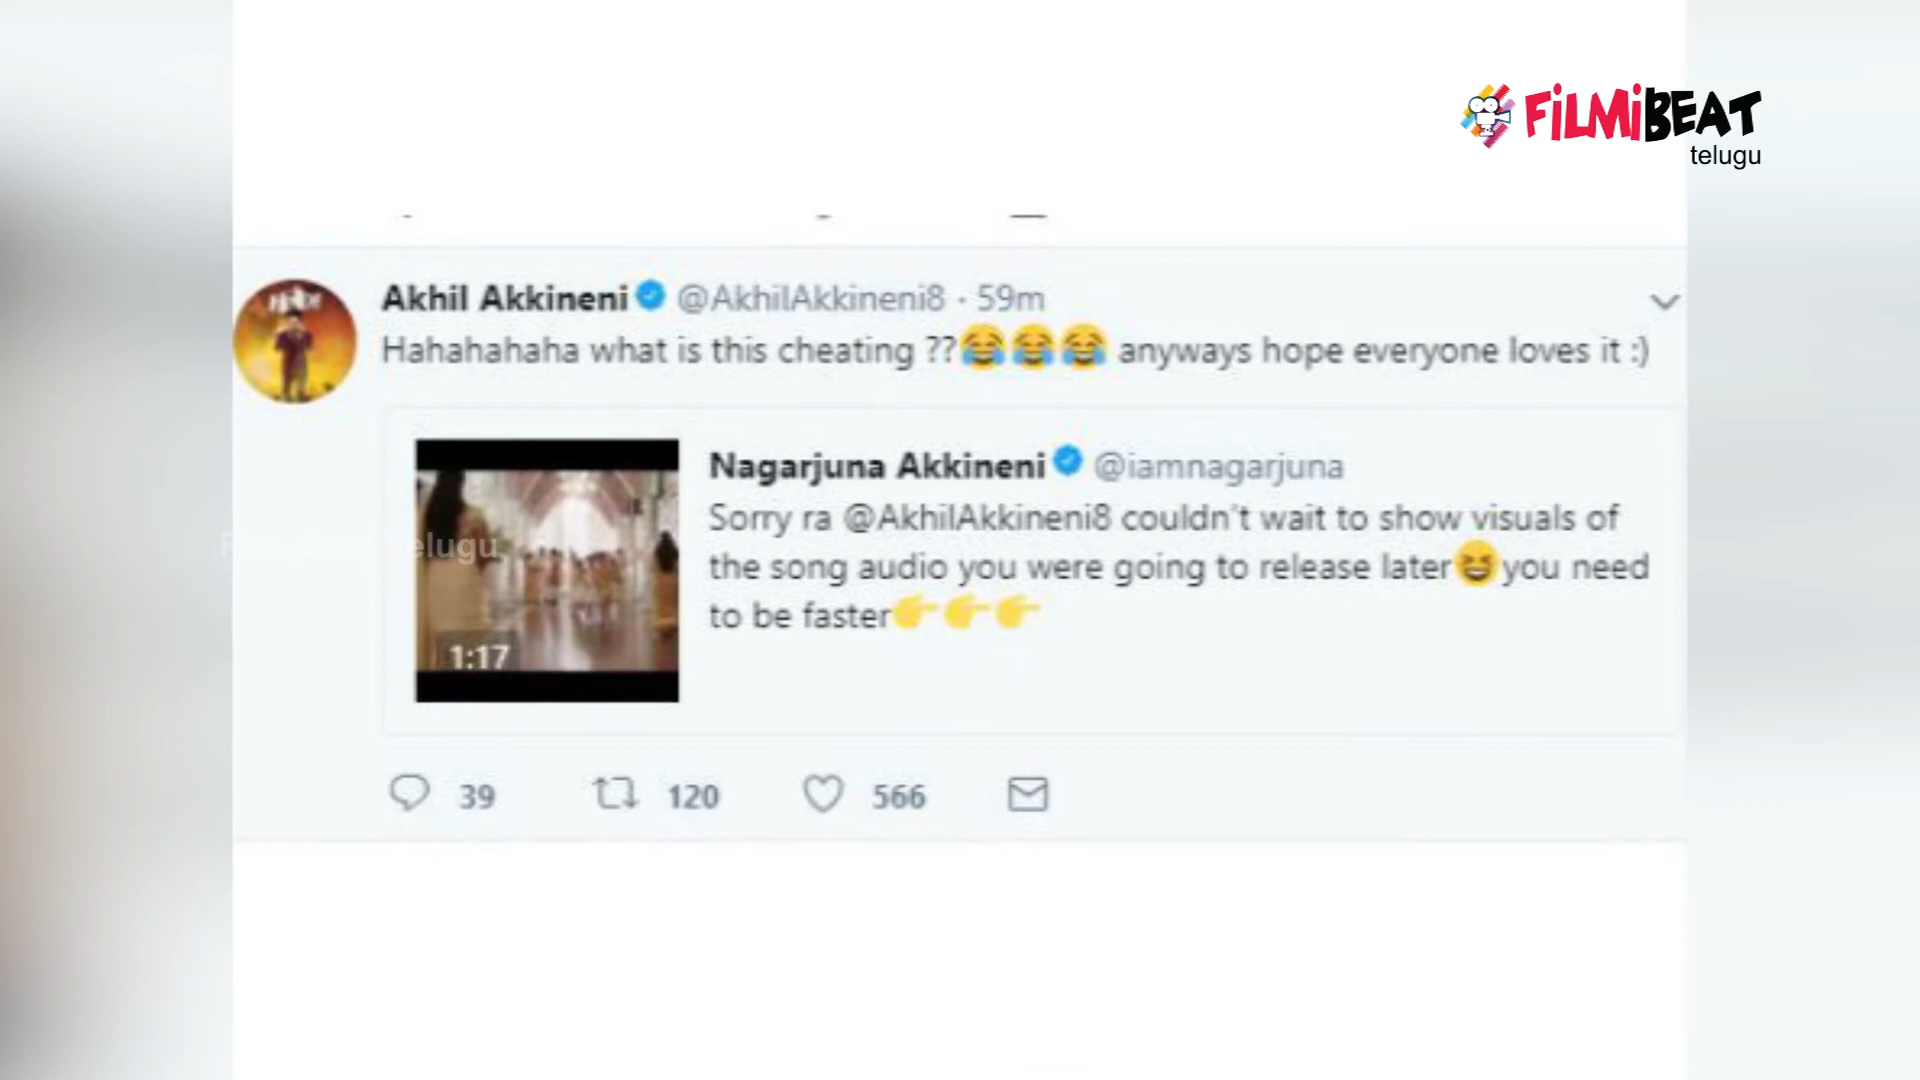 FiLMiBEAT
telugu
Akhil Akkineni @AkhilAkkineni8 · 59m
Hahahahaha what is this cheating ??😂😂😂 anyways hope everyone loves it :)
Nagarjuna Akkineni @iamnagarjuna
Sorry ra @AkhilAkkineni8 couldn't wait to show visuals of
the song audio you were going to release later😆you need
to be faster👉👉👉
1:17
39 120 566
telugu